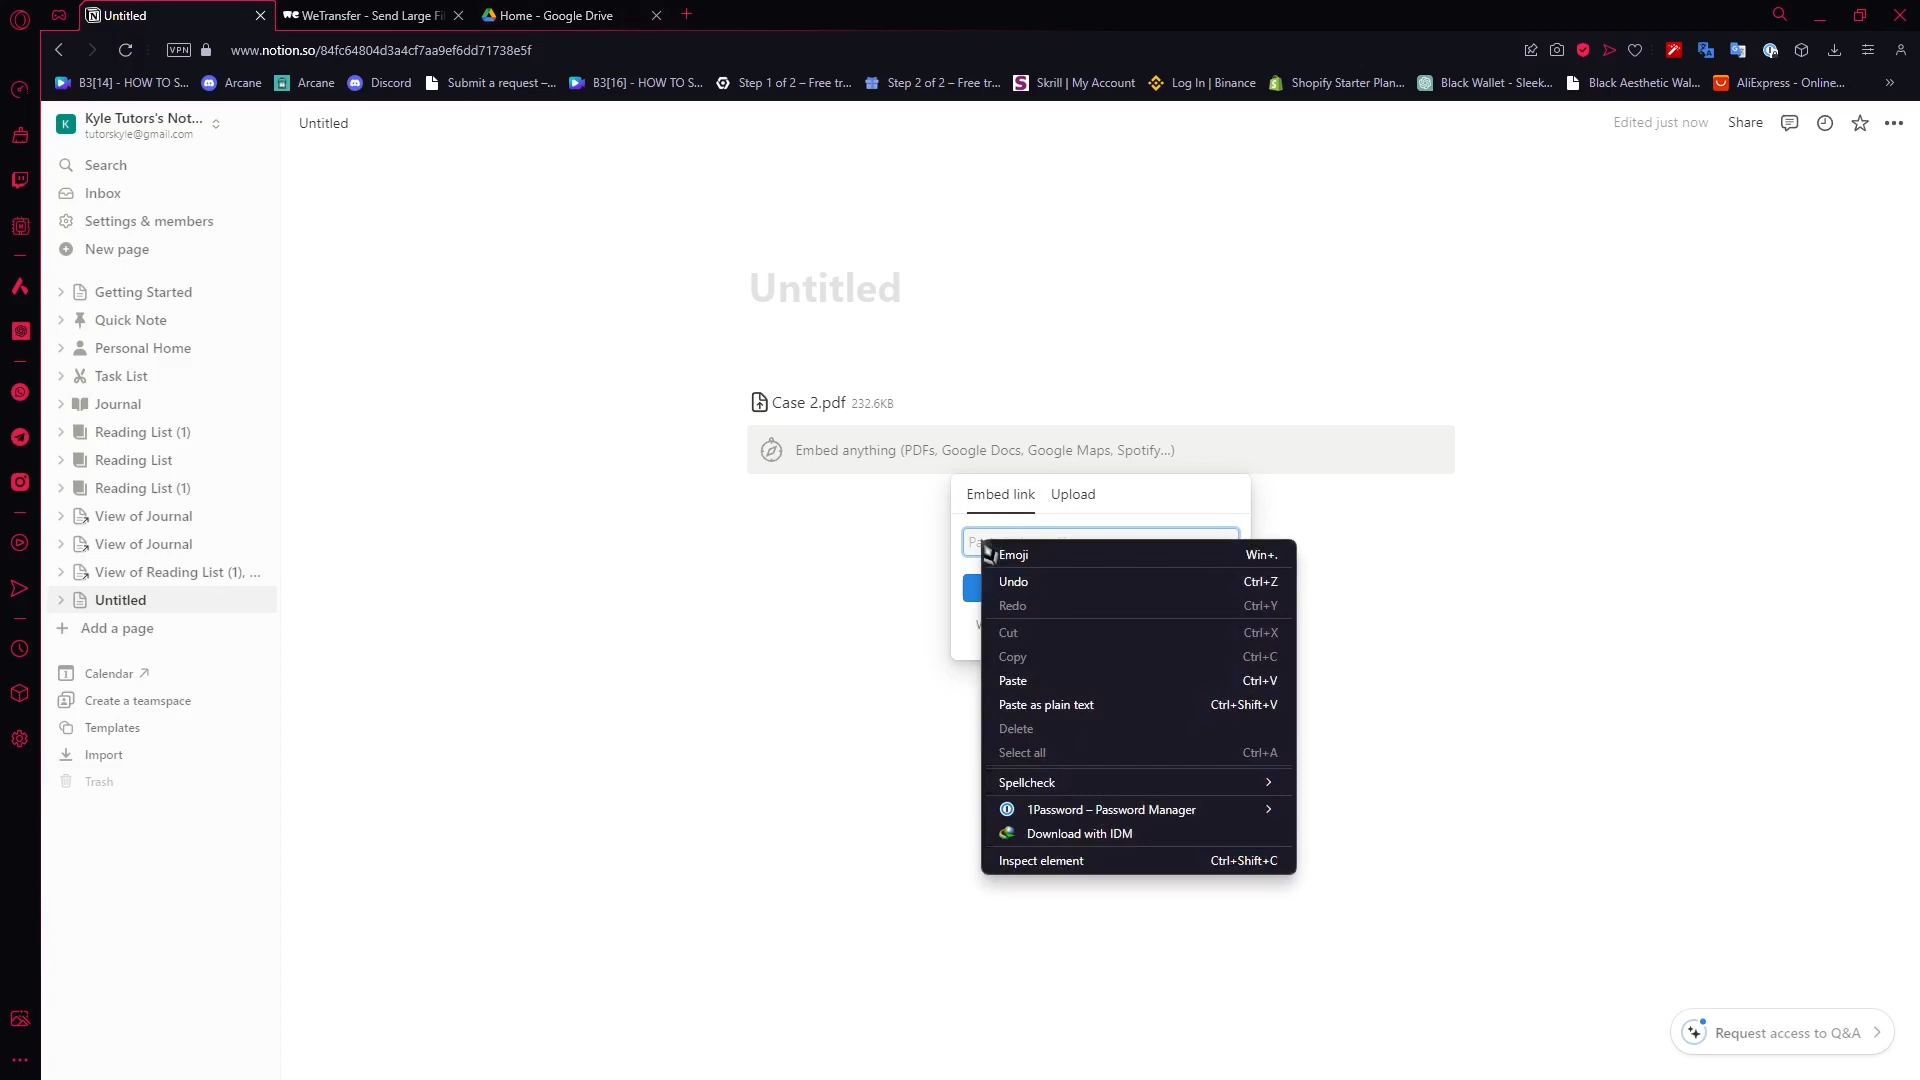 Untitled
WeTransfer - Send Large Fi
Home - Google Drive
VPN
www.notion.so/84fc64804d3a4cf7aa9ef6dd71738e5f
B3[14] - HOW TO S...
Arcane
Arcane
Discord
Submit a request –...
B3[16] - HOW TO S...
Step 1 of 2 – Free tr...
Step 2 of 2 – Free tr...
Skrill | My Account
Log In | Binance
Shopify Starter Plan...
Black Wallet - Sleek...
Black Aesthetic Wal...
AliExpress - Online...
K
Kyle Tutors's Not...
tutorskyle@gmail.com
Untitled
Edited just now
Share
Search
Inbox
Settings & members
New page
Getting Started
Quick Note
Personal Home
Task List
Journal
Reading List (1)
Reading List
Reading List (1)
View of Journal
View of Journal
View of Reading List (1), ...
Untitled
Add a page
Calendar
Create a teamspace
Templates
Import
Trash
Untitled
Case 2.pdf 232.6KB
Embed anything (PDFs, Google Docs, Google Maps, Spotify...)
Embed link
Upload
Emoji Win+.
Undo Ctrl+Z
Redo Ctrl+Y
Cut Ctrl+X
Copy Ctrl+C
Paste Ctrl+V
Paste as plain text Ctrl+Shift+V
Delete
Select all Ctrl+A
Spellcheck
1Password – Password Manager
Download with IDM
Inspect element Ctrl+Shift+C
Request access to Q&A